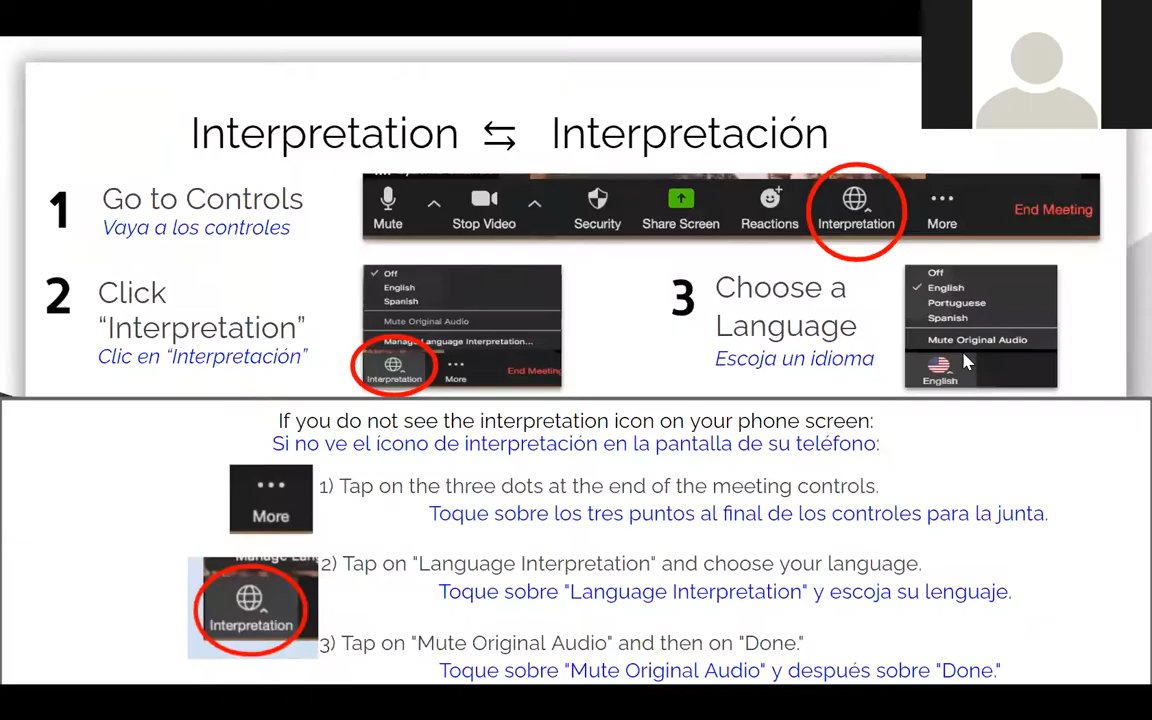 Interpretation ⇆ Interpretación
1 Go to Controls
Vaya a los controles
Mute
Stop Video
Security
Share Screen
Reactions
Interpretation
More
End Meeting
2 Click
“Interpretation”
Clic en “Interpretación”
Off
English
Spanish
Mute Original Audio
Manage Language Interpretation...
Interpretation
More
End Meeting
3 Choose a
Language
Escoja un idioma
Off
English
Portuguese
Spanish
Mute Original Audio
English
If you do not see the interpretation icon on your phone screen:
Si no ve el ícono de interpretación en la pantalla de su teléfono:
More
1) Tap on the three dots at the end of the meeting controls.
Toque sobre los tres puntos al final de los controles para la junta.
Interpretation
2) Tap on "Language Interpretation" and choose your language.
Toque sobre "Language Interpretation" y escoja su lenguaje.
3) Tap on "Mute Original Audio" and then on "Done."
Toque sobre "Mute Original Audio" y después sobre "Done."